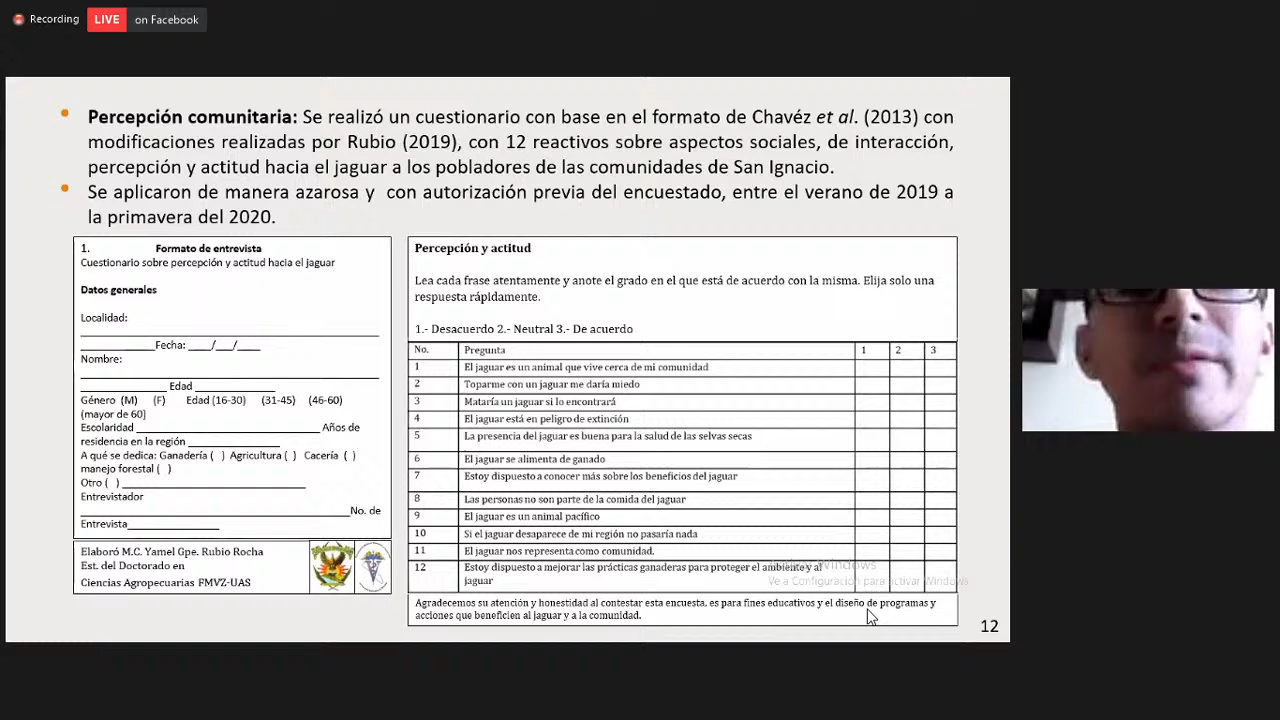 Recording
LIVE on Facebook
Percepción comunitaria: Se realizó un cuestionario con base en el formato de Chavéz et al. (2013) con
modificaciones realizadas por Rubio (2019), con 12 reactivos sobre aspectos sociales, de interacción,
percepción y actitud hacia el jaguar a los pobladores de las comunidades de San Ignacio.
Se aplicaron de manera azarosa y con autorización previa del encuestado, entre el verano de 2019 a
la primavera del 2020.
1. Formato de entrevista
Cuestionario sobre percepción y actitud hacia el jaguar
Datos generales
Localidad:
Fecha: ___/___/____
Nombre:
Edad
Género (M) (F) Edad (16-30) (31-45) (46-60)
(mayor de 60)
Escolaridad Años de
residencia en la región
A qué se dedica: Ganadería ( ) Agricultura ( ) Cacería ( )
manejo forestal ( )
Otro ( )
Entrevistador
No. de
Entrevista
Elaboró M.C. Yamel Gpe. Rubio Rocha
Est. del Doctorado en
Ciencias Agropecuarias FMVZ-UAS
Percepción y actitud
Lea cada frase atentamente y anote el grado en el que está de acuerdo con la misma. Elija solo una
respuesta rápidamente.
1.- Desacuerdo 2.- Neutral 3.- De acuerdo
No. Pregunta 1 2 3
1 El jaguar es un animal que vive cerca de mi comunidad
2 Toparme con un jaguar me daría miedo
3 Mataría un jaguar si lo encontrará
4 El jaguar está en peligro de extinción
5 La presencia del jaguar es buena para la salud de las selvas secas
6 El jaguar se alimenta de ganado
7 Estoy dispuesto a conocer más sobre los beneficios del jaguar
8 Las personas no son parte de la comida del jaguar
9 El jaguar es un animal pacífico
10 Si el jaguar desaparece de mi región no pasaría nada
11 El jaguar nos representa como comunidad.
12 Estoy dispuesto a mejorar las prácticas ganaderas para proteger el ambiente y al
jaguar
Windows
Ve a Configuración para activar Windows
Agradecemos su atención y honestidad al contestar esta encuesta, es para fines educativos y el diseño de programas y
acciones que beneficien al jaguar y a la comunidad.
12